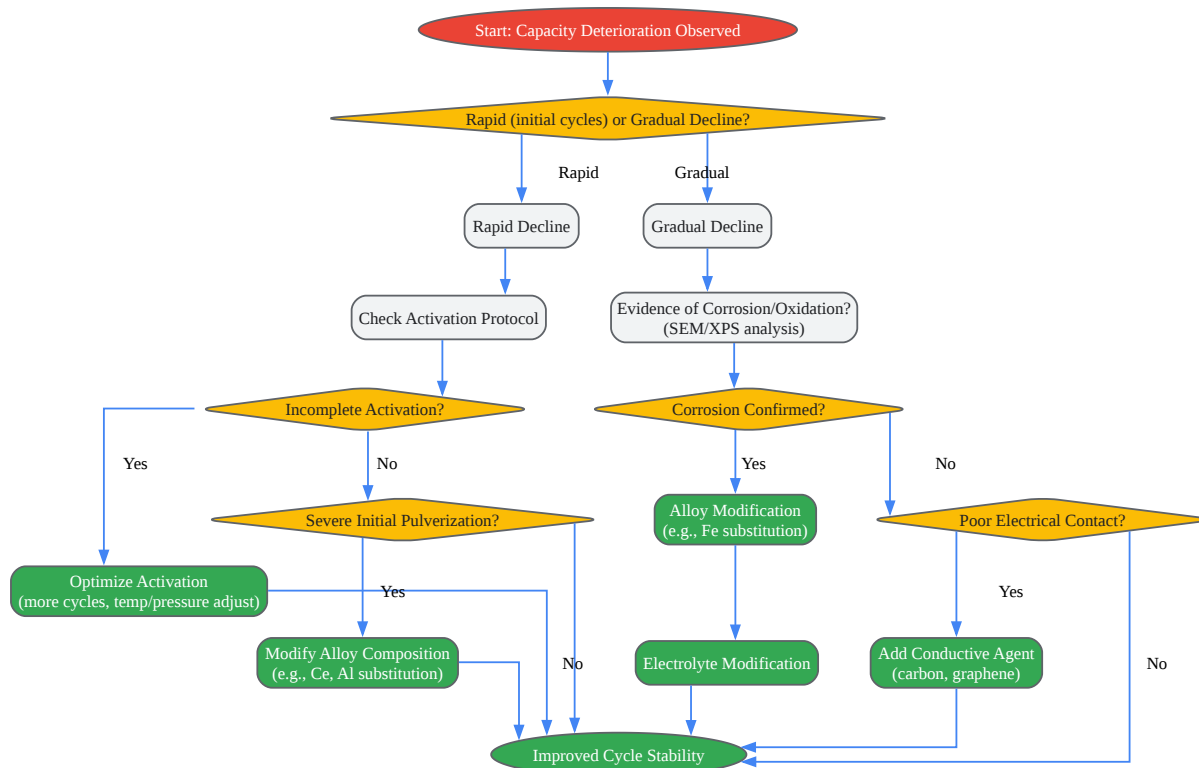 Start: Capacity Deterioration Observed
Rapid (initial cycles) or Gradual Decline?
Rapid
Gradual
Rapid Decline
Gradual Decline
Check Activation Protocol
Evidence of Corrosion/Oxidation?
(SEM/XPS analysis)
Incomplete Activation?
Corrosion Confirmed?
Yes
No
Yes
No
Severe Initial Pulverization?
Alloy Modification
(e.g., Fe substitution)
Poor Electrical Contact?
Optimize Activation
(more cycles, temp/pressure adjust)
Yes
Yes
Modify Alloy Composition
(e.g., Ce, Al substitution)
No
Electrolyte Modification
Add Conductive Agent
(carbon, graphene)
No
Improved Cycle Stability